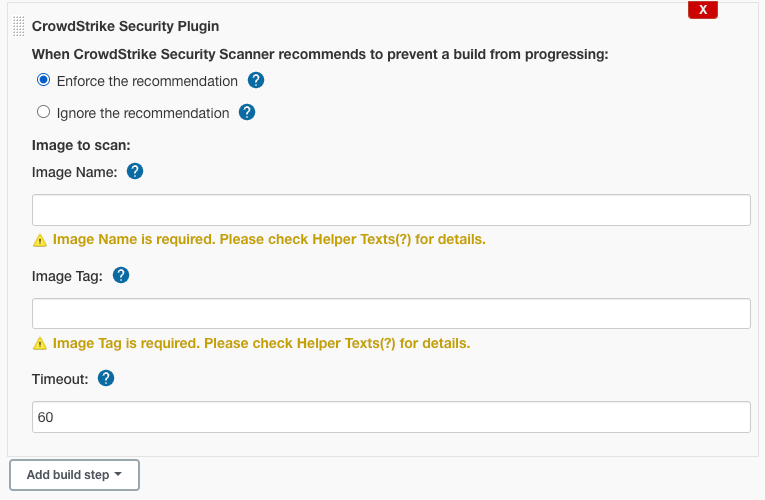 X
CrowdStrike Security Plugin
When CrowdStrike Security Scanner recommends to prevent a build from progressing:
Enforce the recommendation ?
Ignore the recommendation ?
Image to scan:
Image Name: ?
Image Name is required. Please check Helper Texts(?) for details.
Image Tag: ?
Image Tag is required. Please check Helper Texts(?) for details.
Timeout: ?
60
Add build step